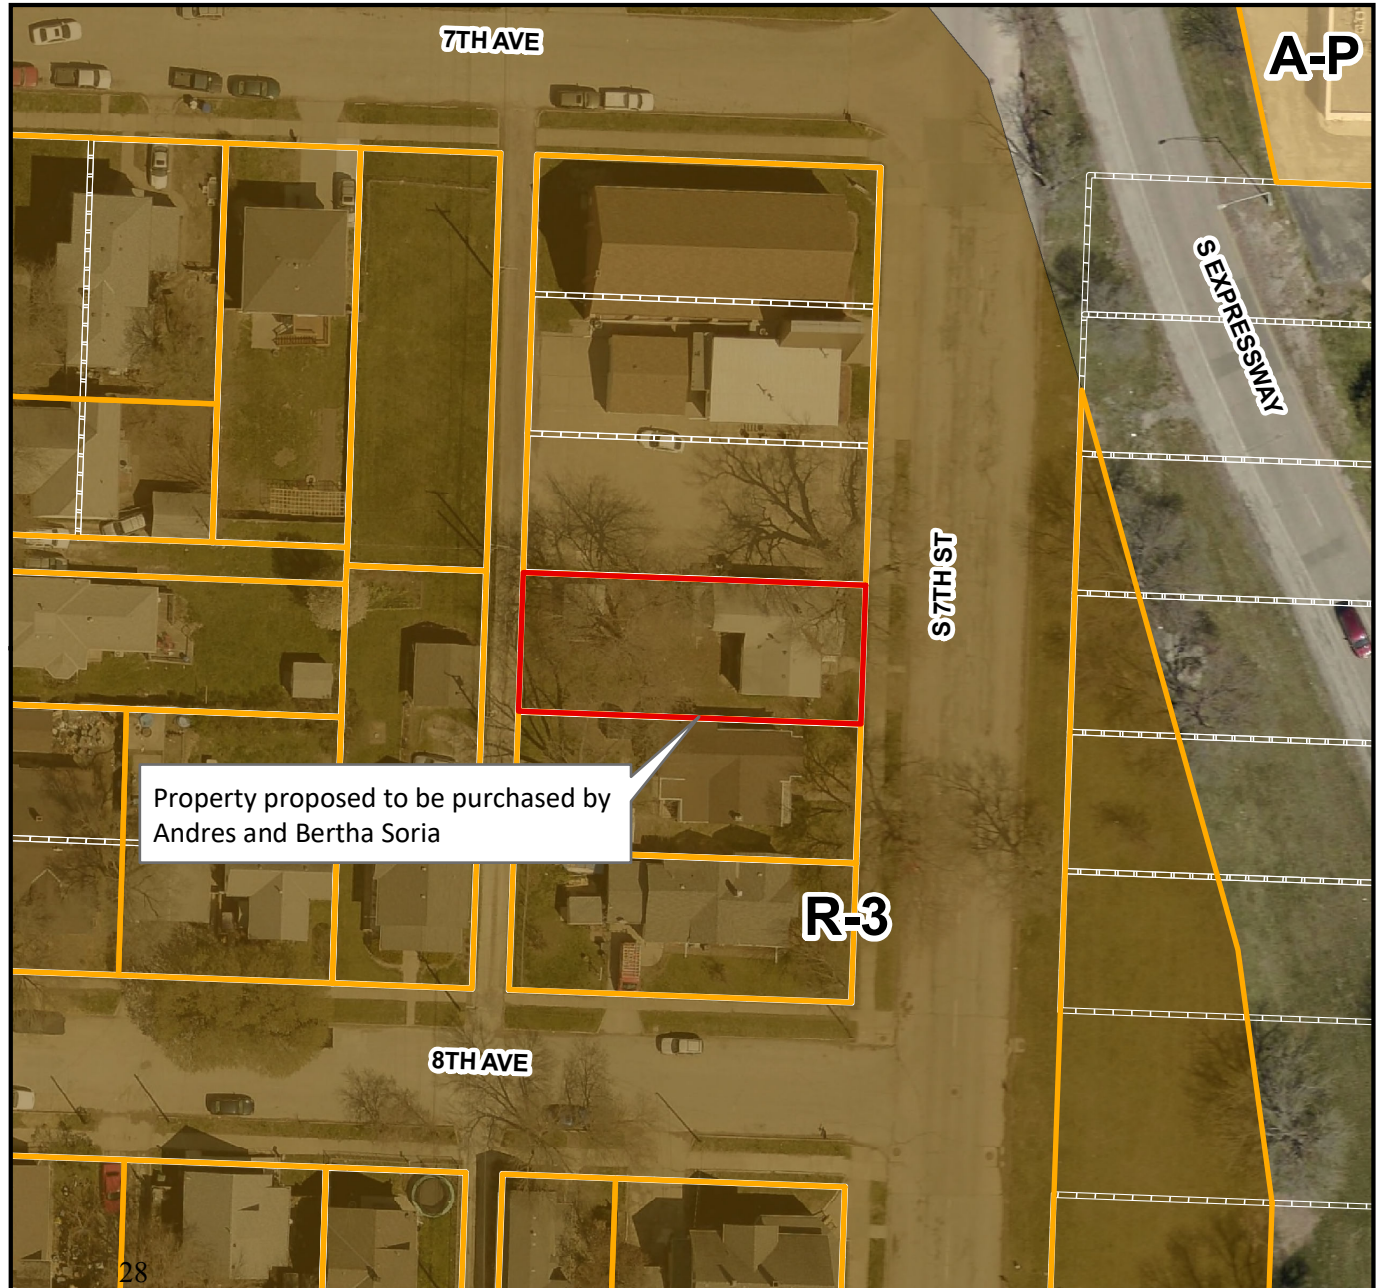 7TH AVE
A-P
S EXPRESSWAY
S 7TH ST
Property proposed to be purchased by
Andres and Bertha Soria
R-3
8TH AVE
28